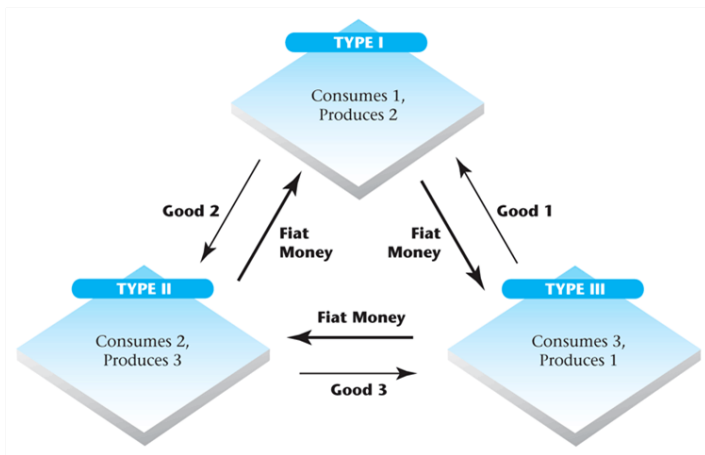 TYPE I
Consumes 1,
Produces 2
Good 2
Fiat
Money
Fiat
Money
Good 1
TYPE II
Consumes 2,
Produces 3
Fiat Money
Good 3
TYPE III
Consumes 3,
Produces 1